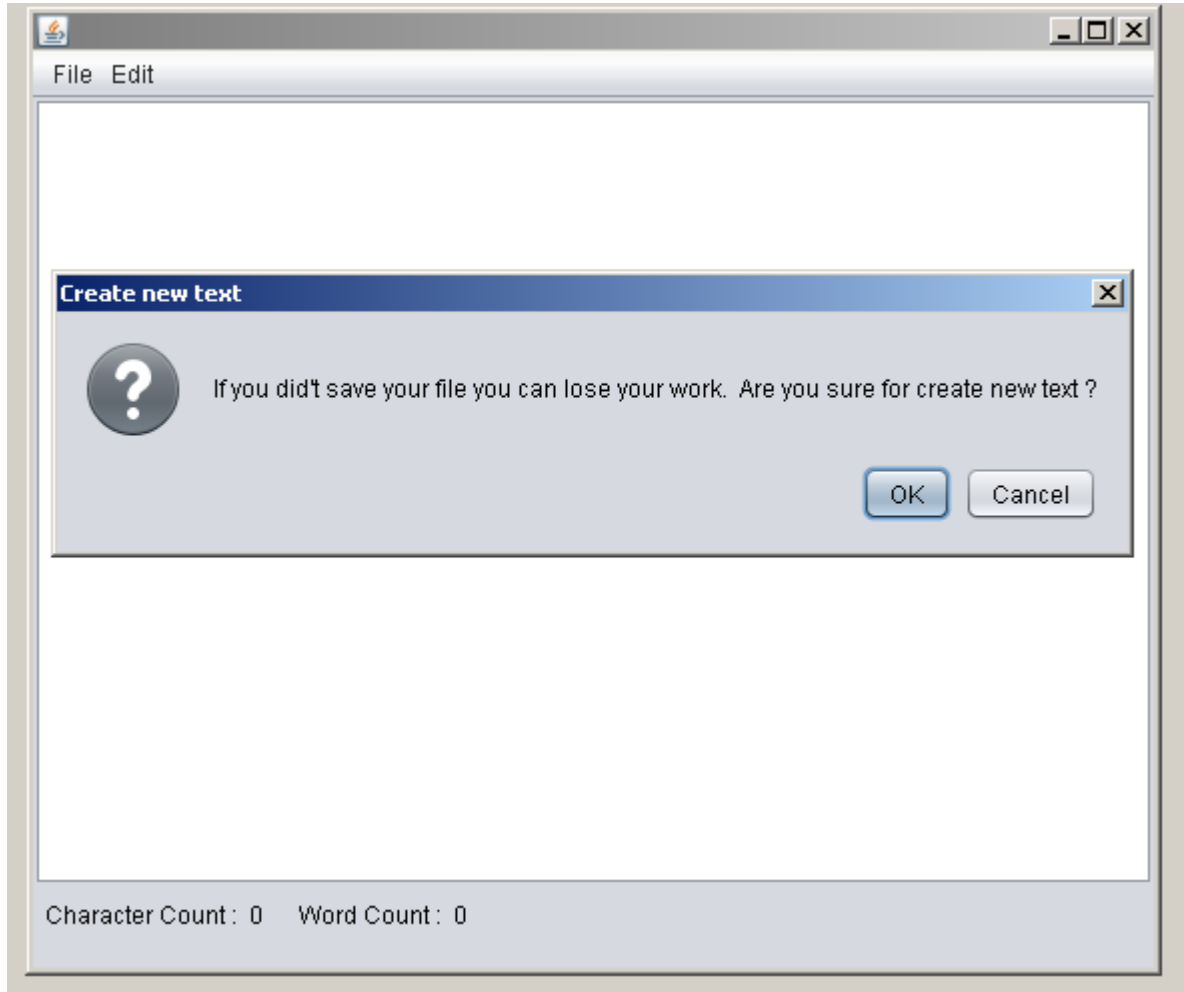 File Edit
Create new text
If you did't save your file you can lose your work. Are you sure for create new text ?
OK Cancel
Character Count : 0 Word Count : 0